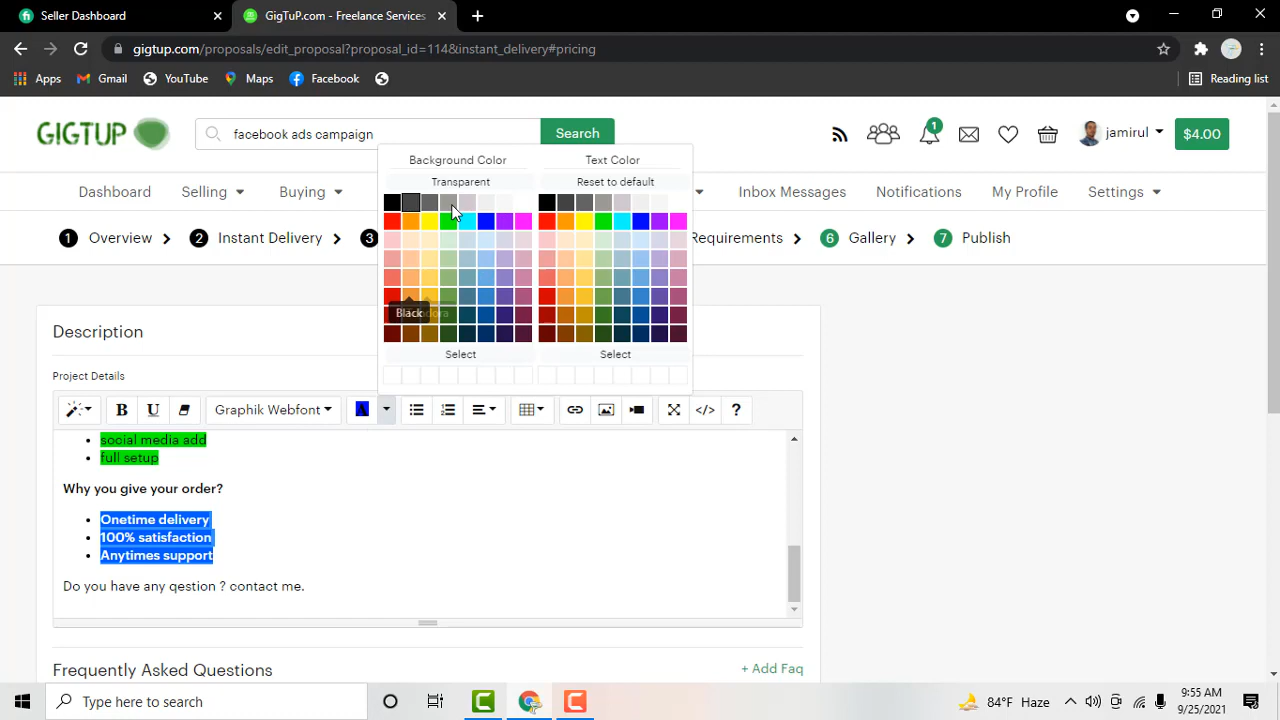 Seller Dashboard
GigTuP.com - Freelance Services
gigtup.com/proposals/edit_proposal?proposal_id=114&instant_delivery#pricing
Apps Gmail YouTube Maps Facebook Reading list
GIGTUP facebook ads campaign Search 1 jamirul $4.00
Background Color Text Color
Transparent Reset to default
Dashboard Selling Buying Inbox Messages Notifications My Profile Settings
1 Overview 2 Instant Delivery 3 Requirements 6 Gallery 7 Publish
Black
Select Select
Description
Project Details
B U Graphik Webfont A </> ?
social media add
full setup
Why you give your order?
Onetime delivery
100% satisfaction
Anytimes support
Do you have any qestion ? contact me.
Frequently Asked Questions + Add Faq
Type here to search 84°F Haze 9:55 AM
9/25/2021